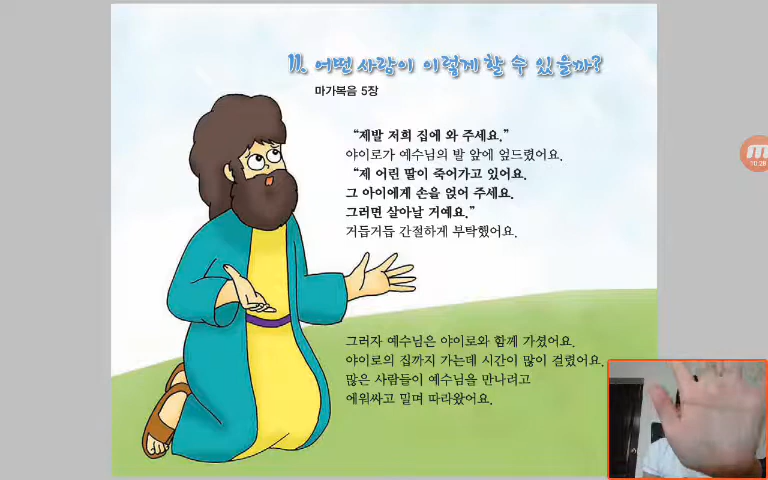 11. 어떤 사람이 이렇게 할 수 있을까?
마가복음 5장
“제발 저희 집에 와 주세요.”
야이로가 예수님의 발 앞에 엎드렸어요.
“제 어린 딸이 죽어가고 있어요.
그 아이에게 손을 얹어 주세요.
그러면 살아날 거예요.”
거듭거듭 간절하게 부탁했어요.
그러자 예수님은 야이로와 함께 가셨어요.
야이로의 집까지 가는데 시간이 많이 걸렸어요.
많은 사람들이 예수님을 만나려고
에워싸고 밀며 따라왔어요.